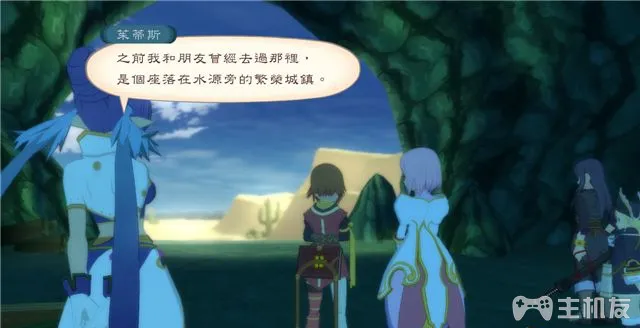 茱蒂斯
之前我和朋友曾經去過那裡，
是個座落在水源旁的繁榮城鎮。
主机友